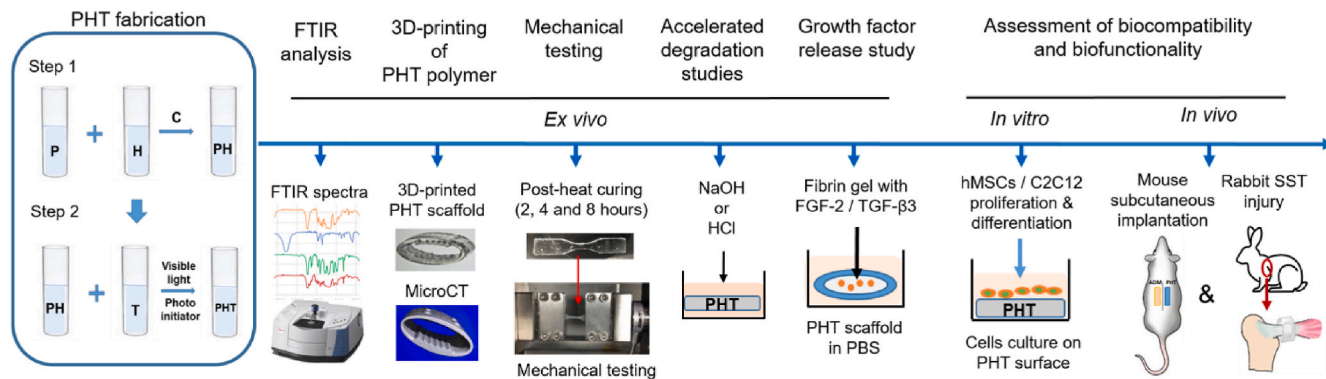 PHT fabrication
Step 1
P
+
H
C
PH
Step 2
PH
+
T
Visible
light
Photo
initiator
PHT
FTIR
analysis
3D-printing
of
PHT polymer
Mechanical
testing
Accelerated
degradation
studies
Growth factor
release study
Assessment of biocompatibility
and biofunctionality
Ex vivo
In vitro
In vivo
FTIR spectra
3D-printed
PHT scaffold
MicroCT
Post-heat curing
(2, 4 and 8 hours)
Mechanical testing
NaOH
or
HCl
PHT
Fibrin gel with
FGF-2 / TGF-β3
PHT scaffold
in PBS
hMSCs / C2C12
proliferation &
differentiation
PHT
Cells culture on
PHT surface
Mouse
subcutaneous
implantation
ADM PHT
&
Rabbit SST
injury